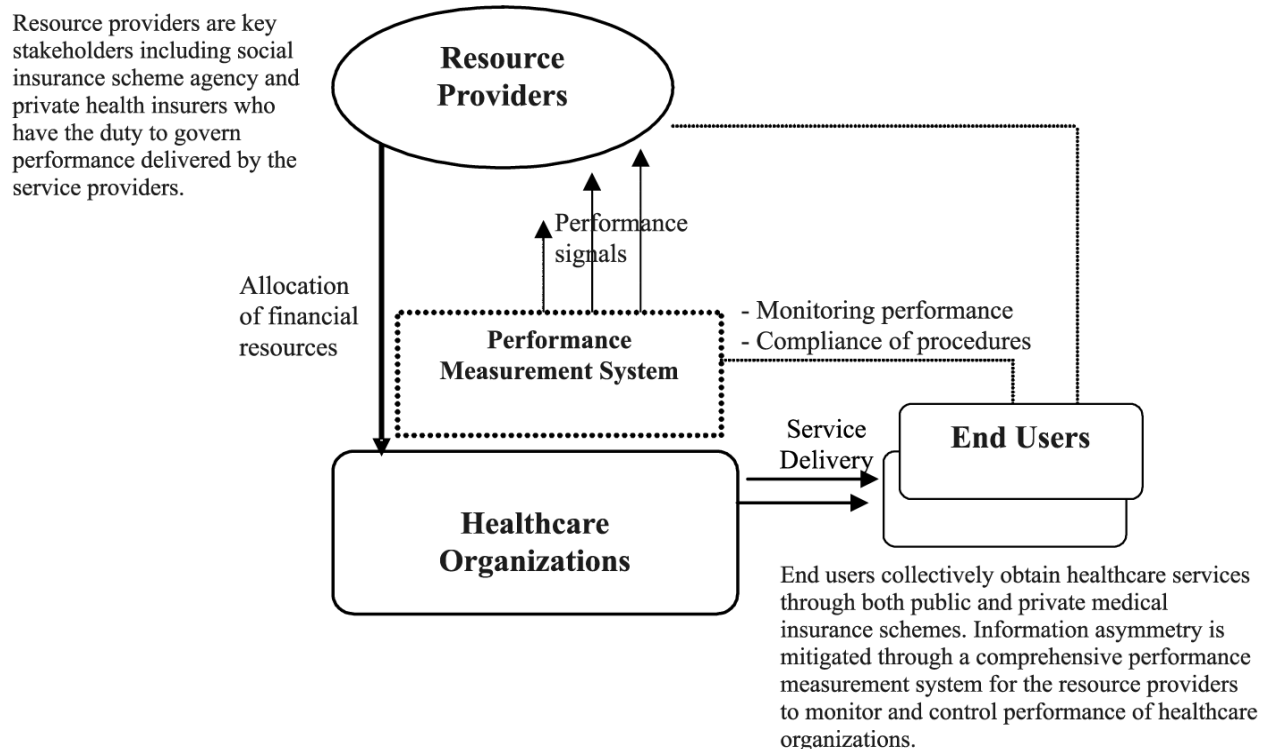 Resource providers are key
stakeholders including social
insurance scheme agency and
private health insurers who
have the duty to govern
performance delivered by the
service providers.
Resource
Providers
Performance
signals
Allocation
of financial
resources
Performance
Measurement System
- Monitoring performance
- Compliance of procedures
Service
Delivery
End Users
Healthcare
Organizations
End users collectively obtain healthcare services
through both public and private medical
insurance schemes. Information asymmetry is
mitigated through a comprehensive performance
measurement system for the resource providers
to monitor and control performance of healthcare
organizations.